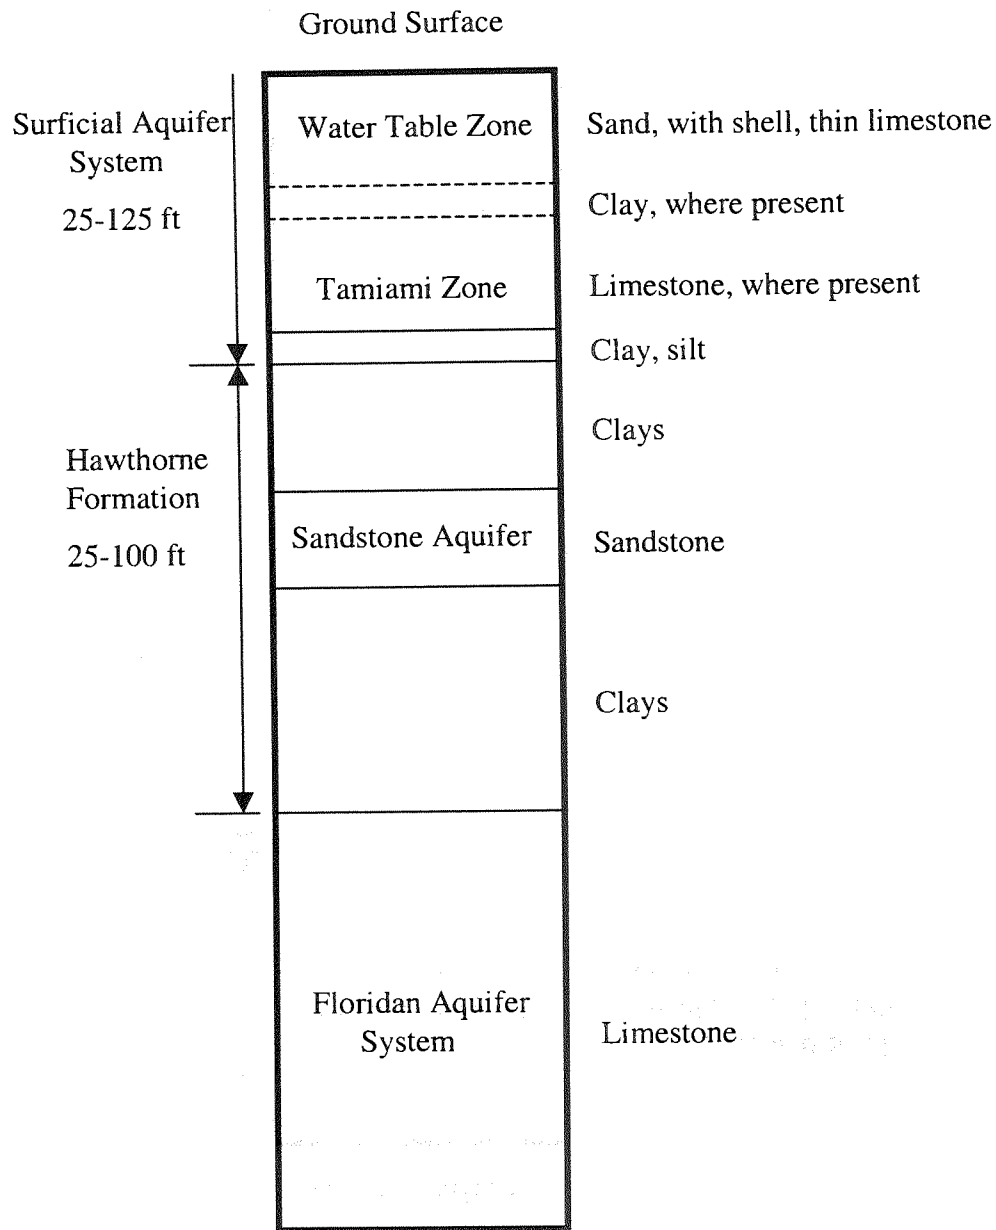 Ground Surface
Surficial Aquifer
System
25-125 ft
Water Table Zone
Sand, with shell, thin limestone
Clay, where present
Tamiami Zone
Limestone, where present
Clay, silt
Clays
Hawthorne
Formation
25-100 ft
Sandstone Aquifer
Sandstone
Clays
Floridan Aquifer
System
Limestone